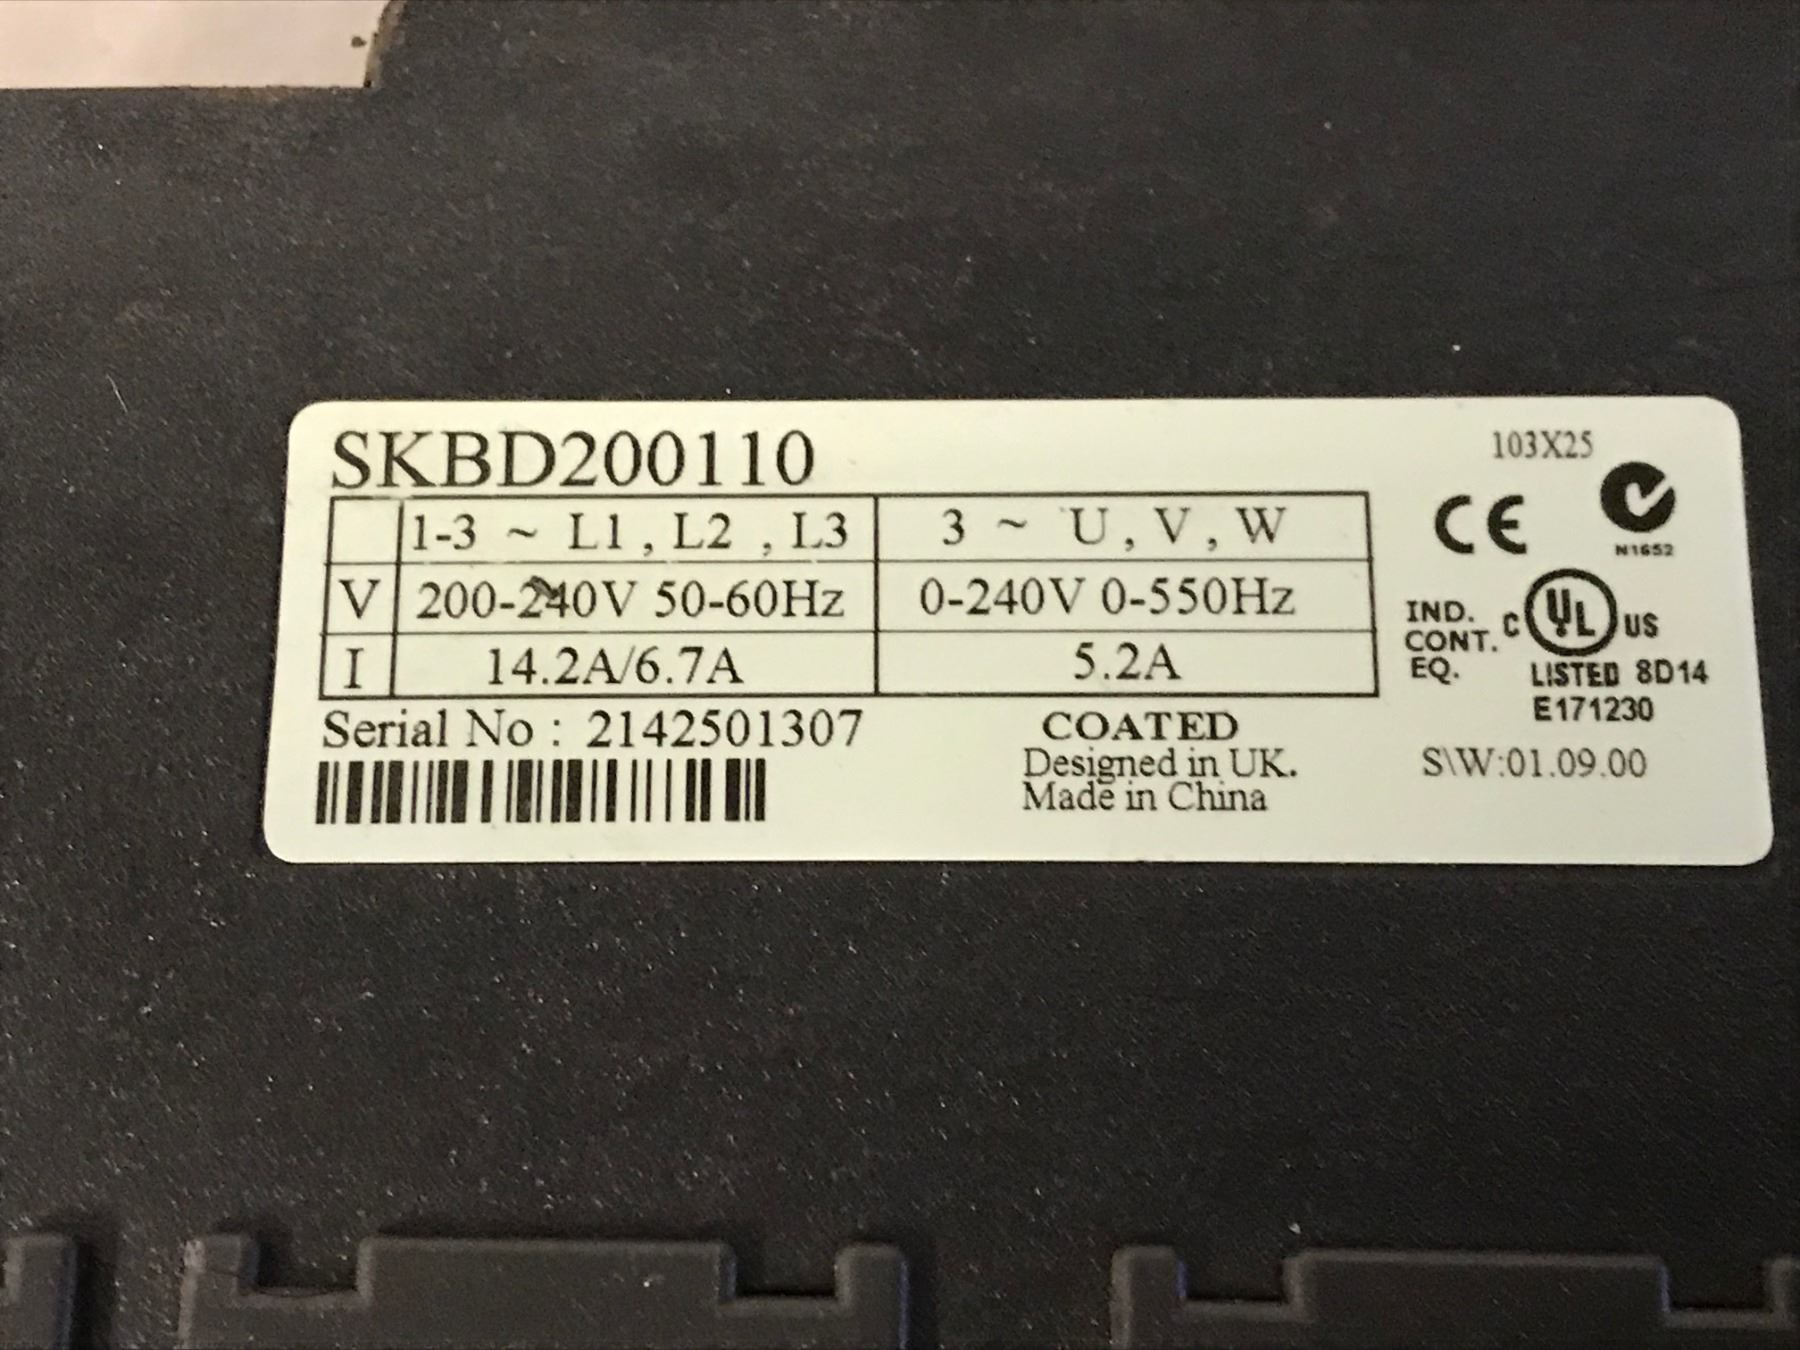 SKBD200110
1-3 ~ L1 , L2 , L3 3 ~ U , V , W
V 200-240V 50-60Hz 0-240V 0-550Hz
I 14.2A/6.7A 5.2A
Serial No : 2142501307
COATED
Designed in UK.
Made in China
103X25
CE
N1652
IND.
CONT.
EQ.
C UL US
LISTED 8D14
E171230
S\W:01.09.00